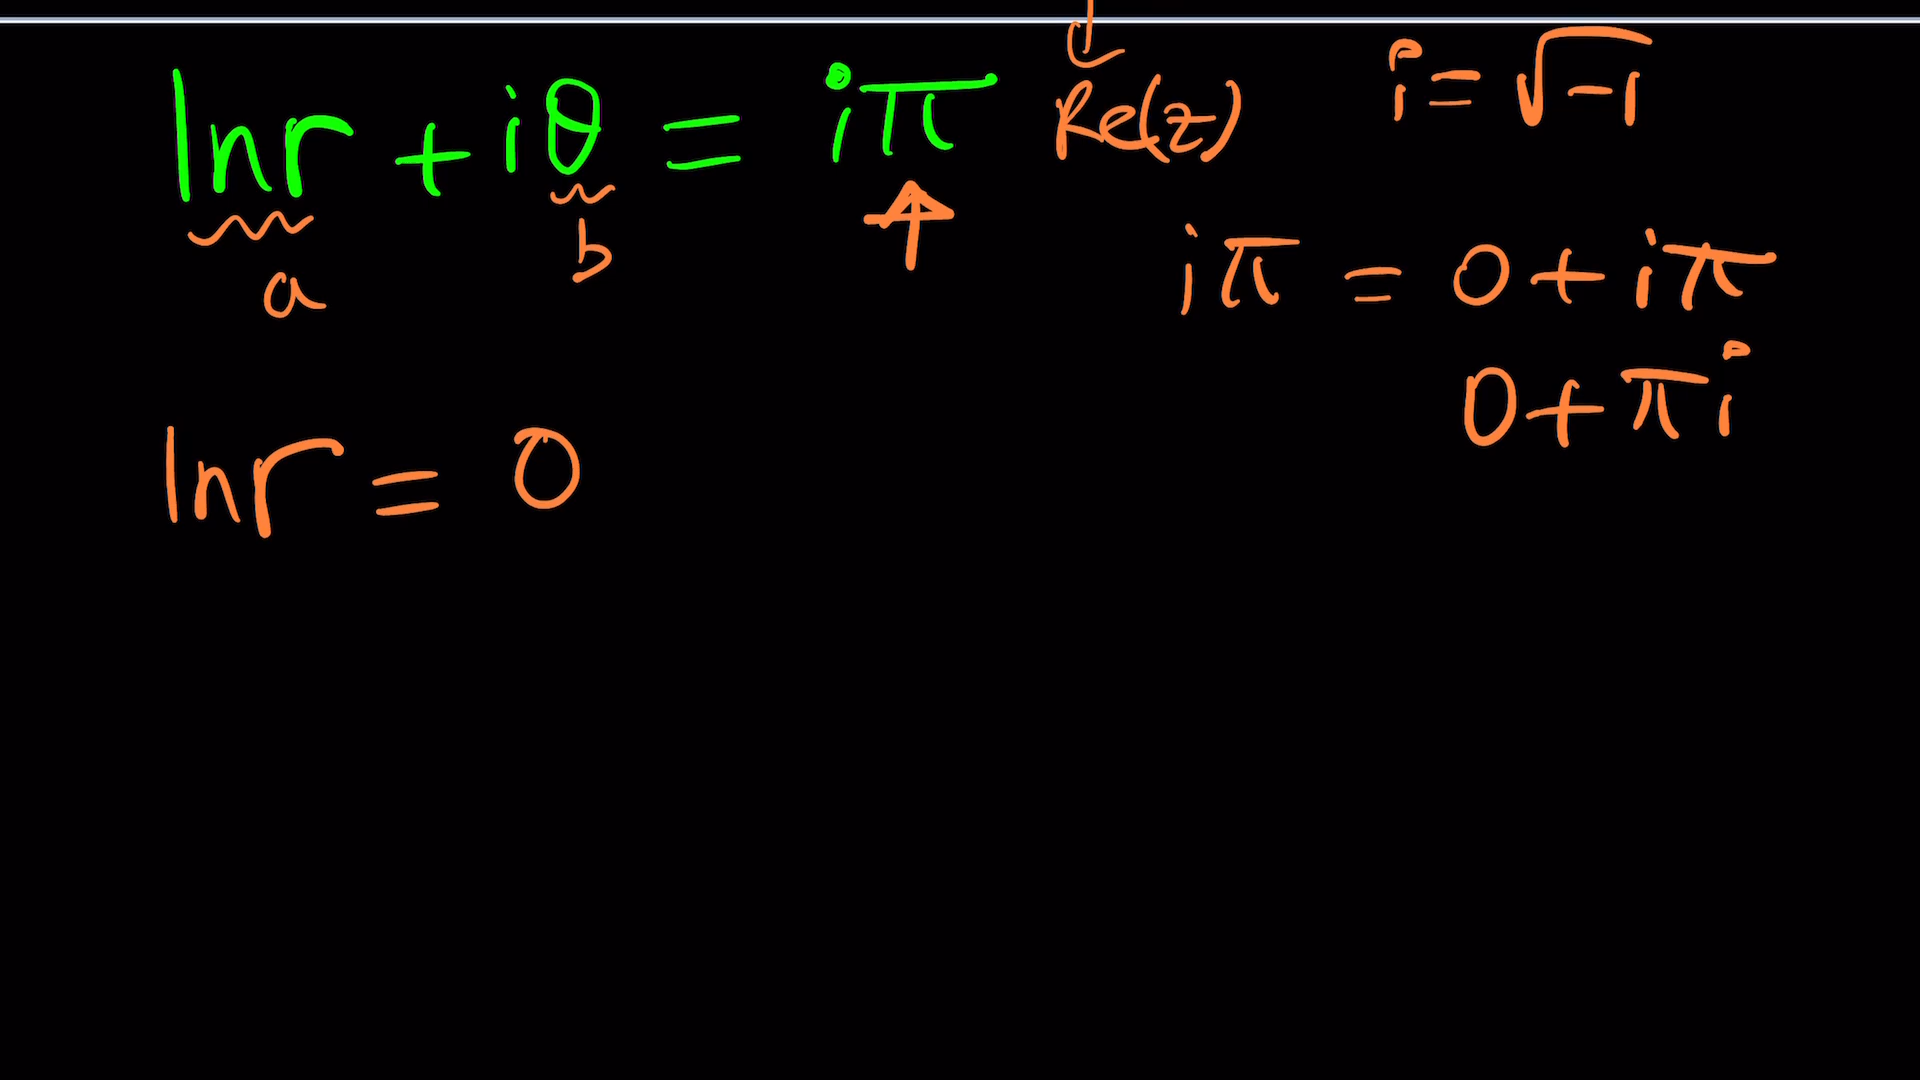 ln r + iθ = iπ
Re(z)
i = √-1
a
b
iπ = 0 + iπ
0 + πi
ln r = 0